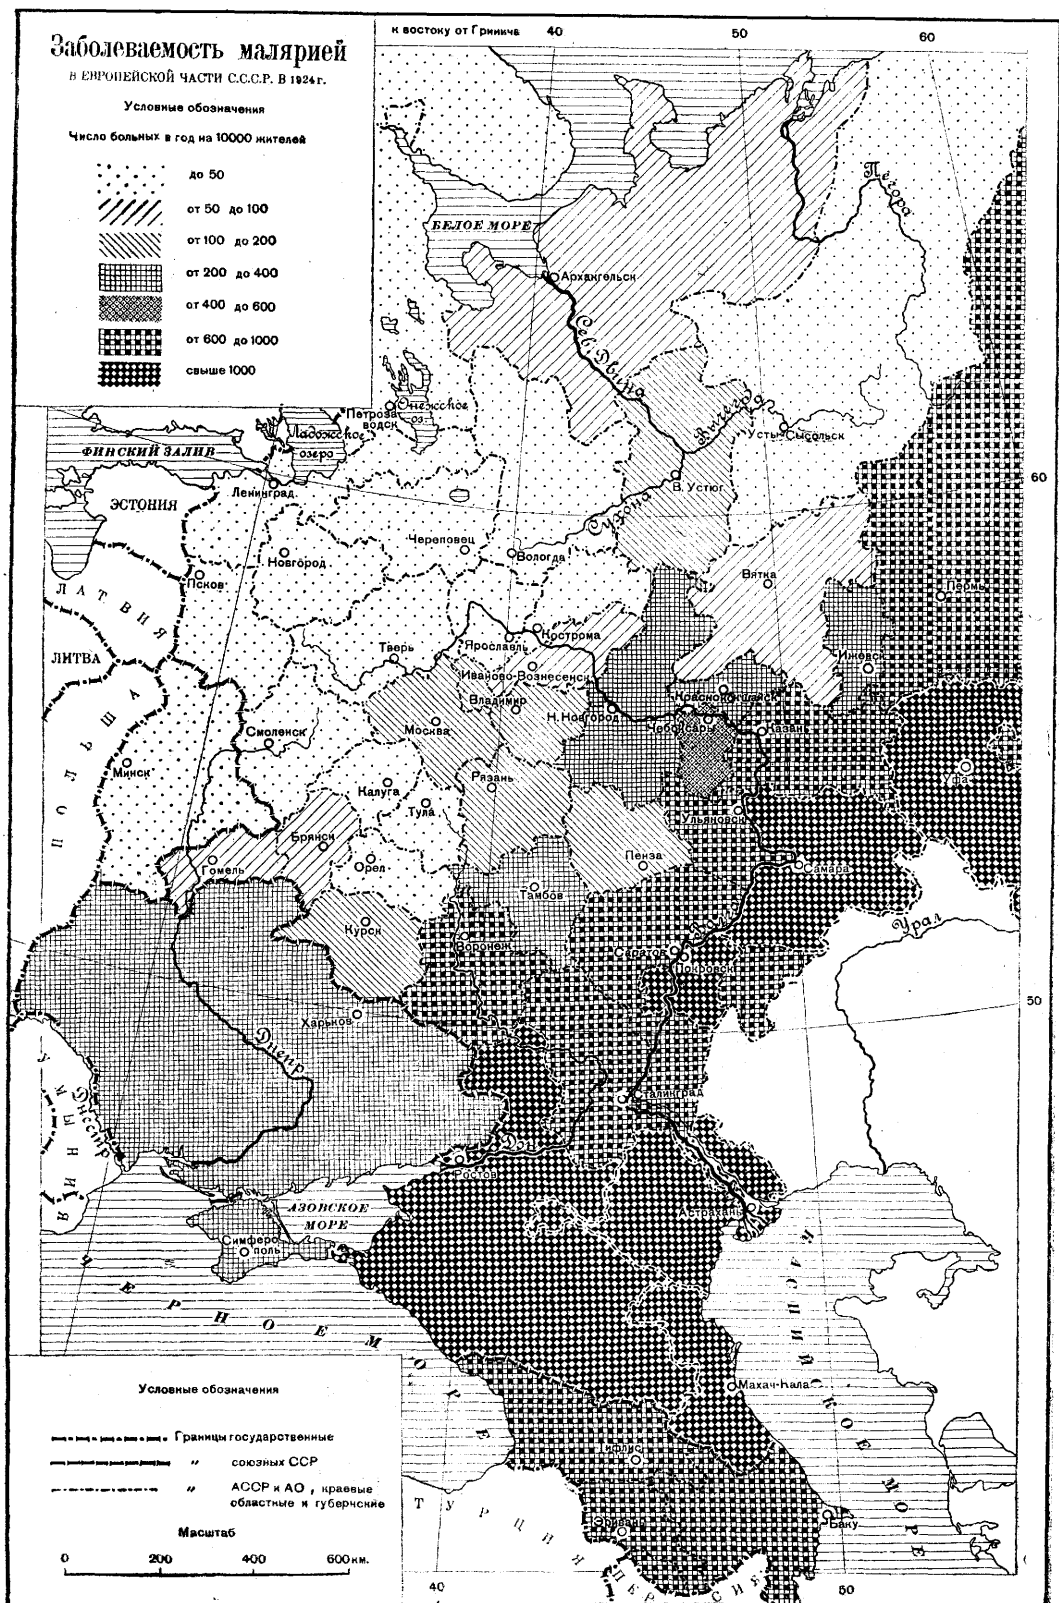 Заболеваемость малярией
В ЕВРОПЕЙСКОЙ ЧАСТИ С.С.С.Р. В 1924 г.
Условные обозначения
Число больных в год на 10000 жителей
до 50
от 50 до 100
от 100 до 200
от 200 до 400
от 400 до 600
от 600 до 1000
свыше 1000
к востоку от Гринича
40
50
60
Печора
БЕЛОЕ МОРЕ
Архангельск
Сев. Двина
Петроза-
водск
Онежское
оз.
Ладожское
озеро
Вычегда
Усть-Сысольск
ФИНСКИЙ ЗАЛИВ
60
Ленинград
ЭСТОНИЯ
В. Устюг
Сухона
Череповец
Вологда
Новгород
Псков
Вятка
Пермь
ЛАТВИЯ
Кострома
Ярославль
Тверь
ЛИТВА
Ижевск
Иваново-Вознесенск
Владимир
Краснококшайск
Н. Новгород
Чебоксары
Казань
Москва
Смоленск
ПОЛЬША
Минск
Уфа
Рязань
Калуга
Тула
Ульяновск
Брянск
Орел
Гомель
Пенза
Самара
Тамбов
Курск
Воронеж
Урал
Саратов
Покровск
50
Харьков
Днепр
РУМЫНИЯ
Днестр
Сталинград
Дон
Ростов
Астрахань
АЗОВСКОЕ
МОРЕ
Симферо-
поль
ЧЕРНОЕ МОРЕ
КАСПИЙСКОЕ МОРЕ
Махач-Кала
Тифлис
Эривань
Баку
ТУРЦИЯ
ПЕРСИЯ
Условные обозначения
Границы государственные
" союзных ССР
" АССР и АО, краевые
областные и губернские
Масштаб
0 200 400 600 км.
40
50